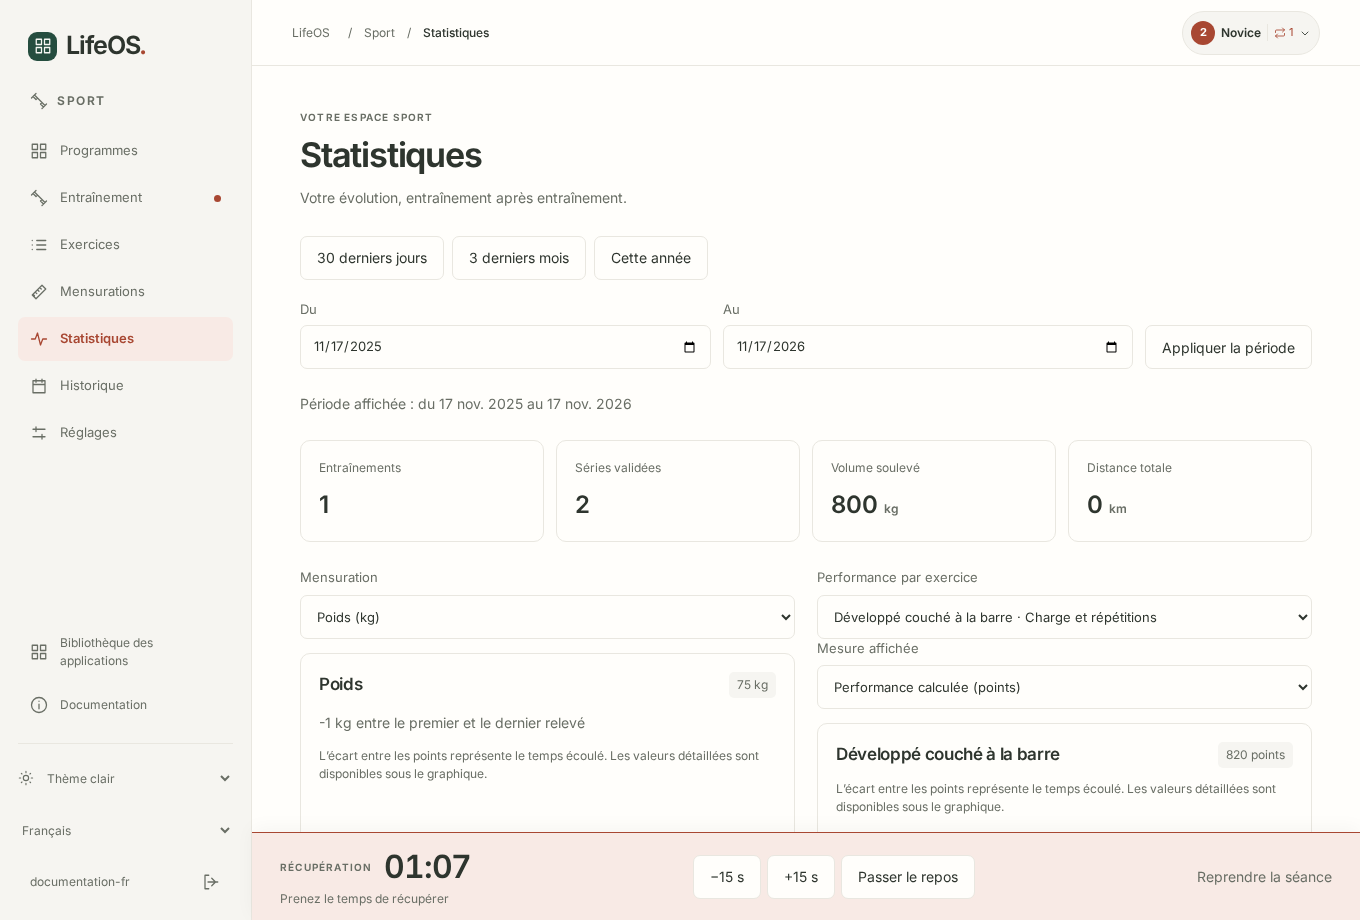 LifeOS.
SPORT
Programmes
Entraînement
Exercices
Mensurations
Statistiques
Historique
Réglages
Bibliothèque des
applications
Documentation
Thème clair
Français
documentation-fr
LifeOS / Sport / Statistiques
2 Novice 1
VOTRE ESPACE SPORT
Statistiques
Votre évolution, entraînement après entraînement.
30 derniers jours 3 derniers mois Cette année
Du Au
11/17/2025 11/17/2026 Appliquer la période
Période affichée : du 17 nov. 2025 au 17 nov. 2026
Entraînements Séries validées Volume soulevé Distance totale
1 2 800 kg 0 km
Mensuration
Poids (kg)
Poids 75 kg
-1 kg entre le premier et le dernier relevé
L’écart entre les points représente le temps écoulé. Les valeurs détaillées sont
disponibles sous le graphique.
Performance par exercice
Développé couché à la barre · Charge et répétitions
Mesure affichée
Performance calculée (points)
Développé couché à la barre 820 points
L’écart entre les points représente le temps écoulé. Les valeurs détaillées sont
disponibles sous le graphique.
RÉCUPÉRATION 01:07
Prenez le temps de récupérer
−15 s +15 s Passer le repos
Reprendre la séance